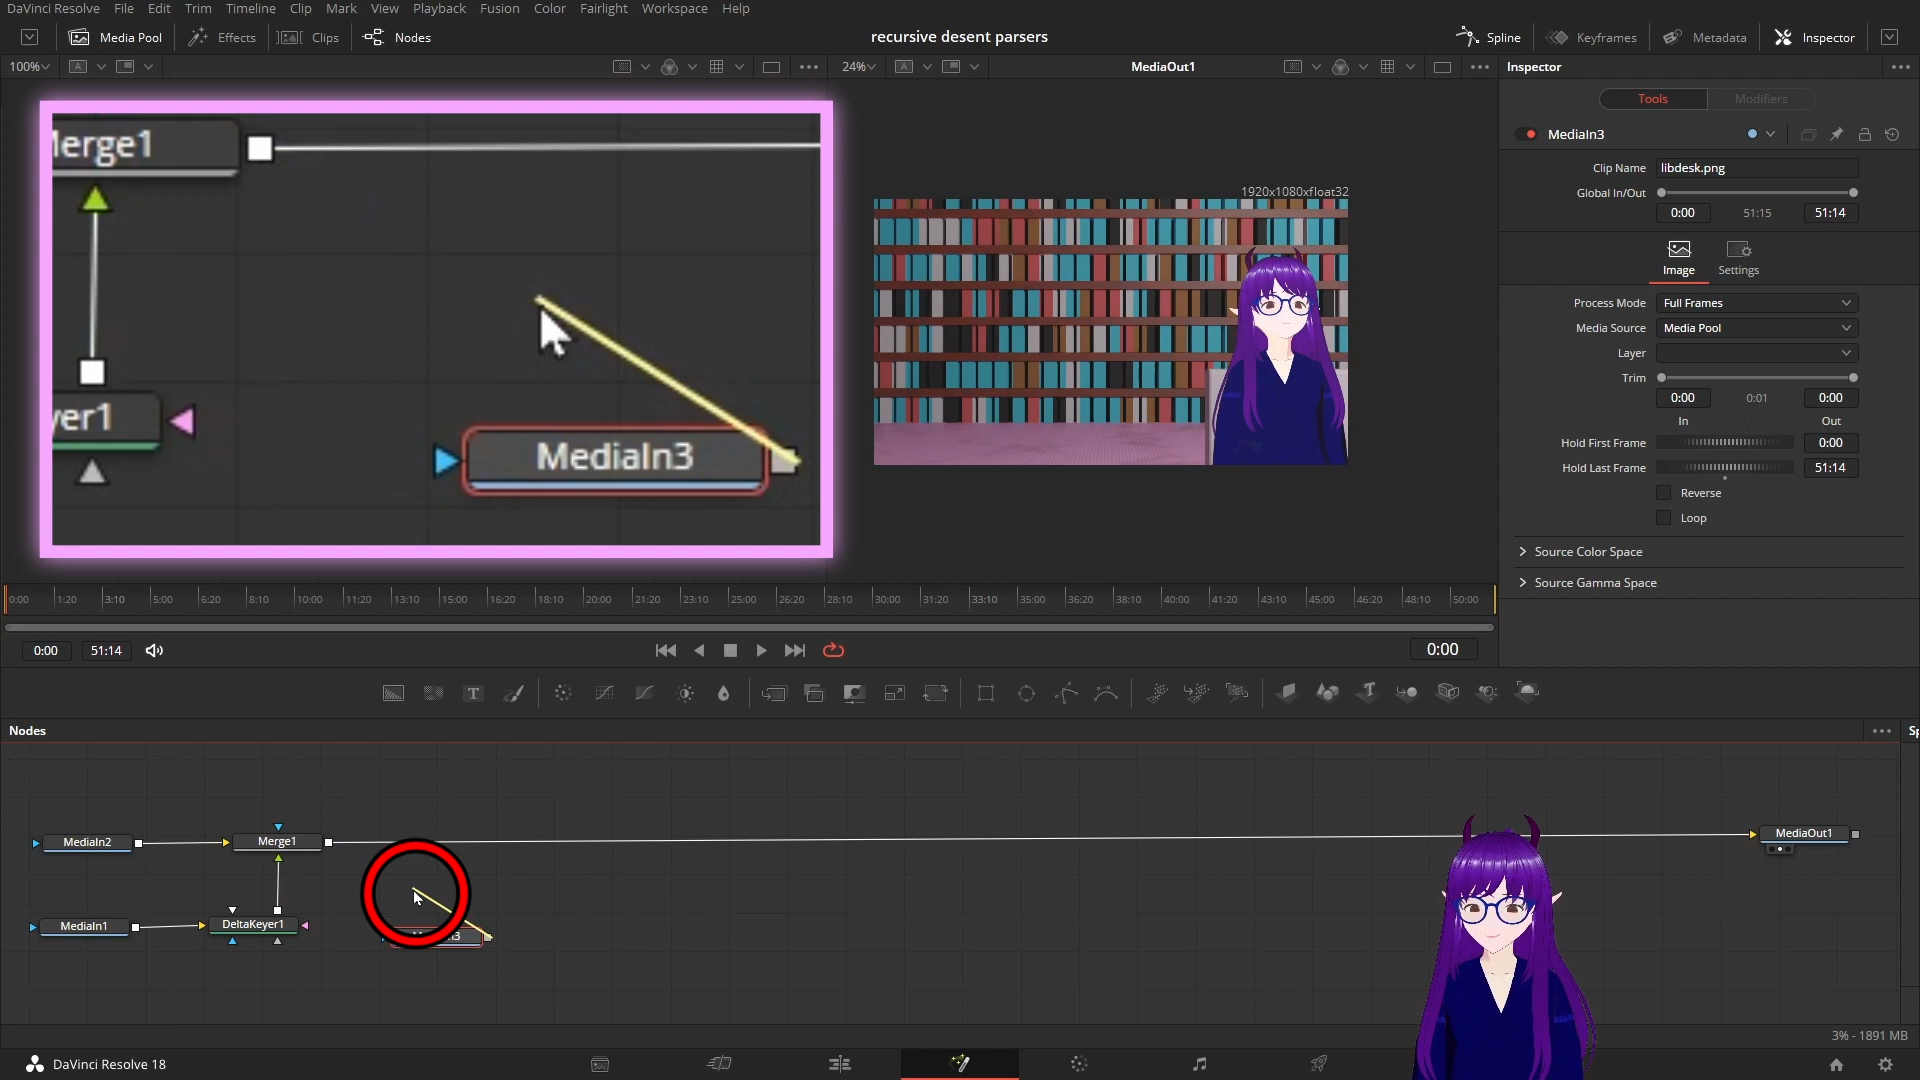 DaVinci Resolve File Edit Trim Timeline Clip Mark View Playback Fusion Color Fairlight Workspace Help
Media Pool Effects Clips Nodes recursive desent parsers Spline Keyframes Metadata Inspector
100% A 24% A MediaOut1 Inspector
Tools Modifiers
MediaIn3
Clip Name libdesk.png
Global In/Out
0:00 51:15 51:14
Image Settings
Process Mode Full Frames
Media Source Media Pool
Layer
Trim
0:00 0:01 0:00
In Out
Hold First Frame 0:00
Hold Last Frame 51:14
Reverse
Loop
Source Color Space
Source Gamma Space
erge1
yer1
MediaIn3
1920x1080xfloat32
0:00 1:20 3:10 5:00 6:20 8:10 10:00 11:20 13:10 15:00 16:20 18:10 20:00 21:20 23:10 25:00 26:20 28:10 30:00 31:20 33:10 35:00 36:20 38:10 40:00 41:20 43:10 45:00 46:20 48:10 50:00
0:00 51:14 0:00
T T
Nodes Sp
MediaIn2 Merge1 MediaOut1
MediaIn1 DeltaKeyer1
3% - 1891 MB
DaVinci Resolve 18